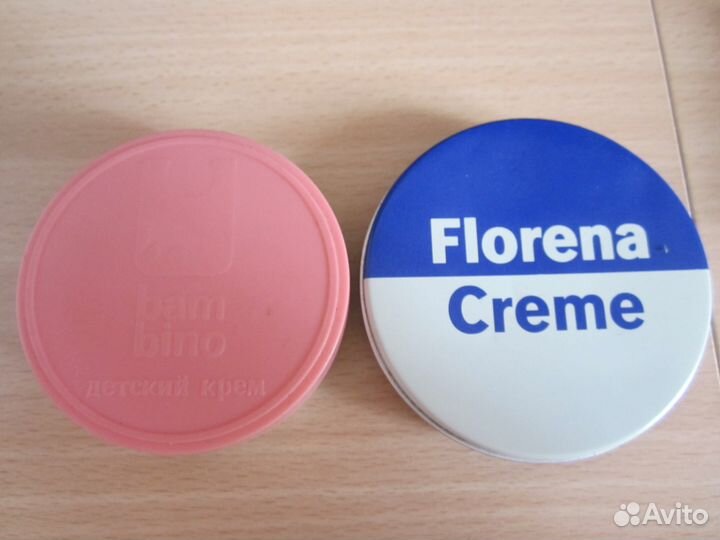 bam
bino
детский крем
Florena
Creme
Avito